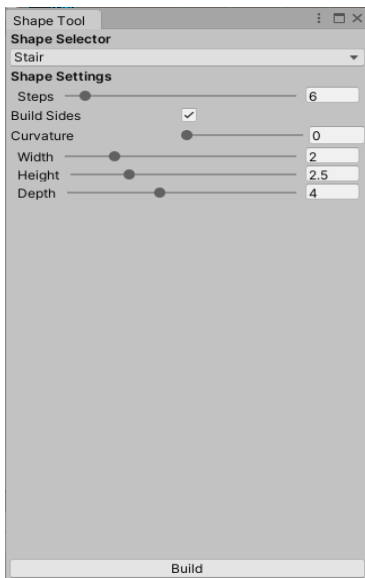 Shape Tool
Shape Selector
Stair
Shape Settings
Steps 6
Build Sides
Curvature 0
Width 2
Height 2.5
Depth 4
Build